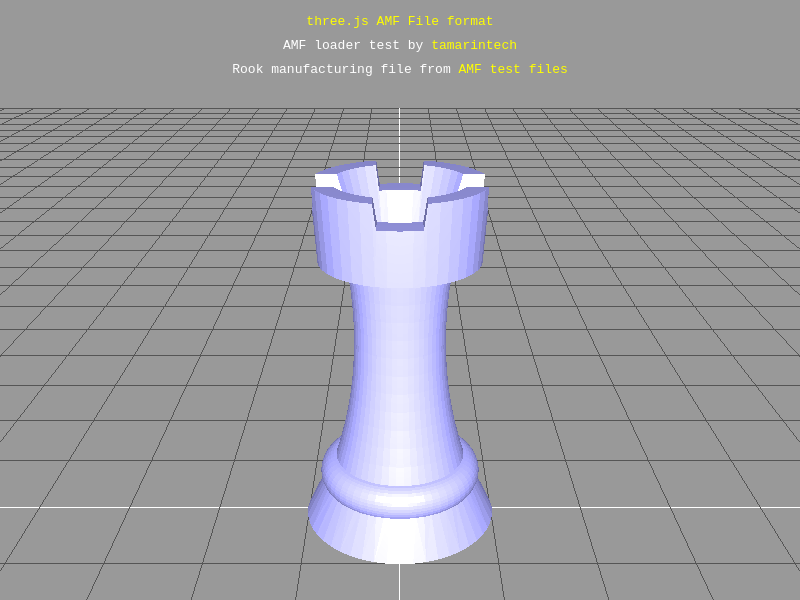 three.js AMF File format
AMF loader test by tamarintech
Rook manufacturing file from AMF test files